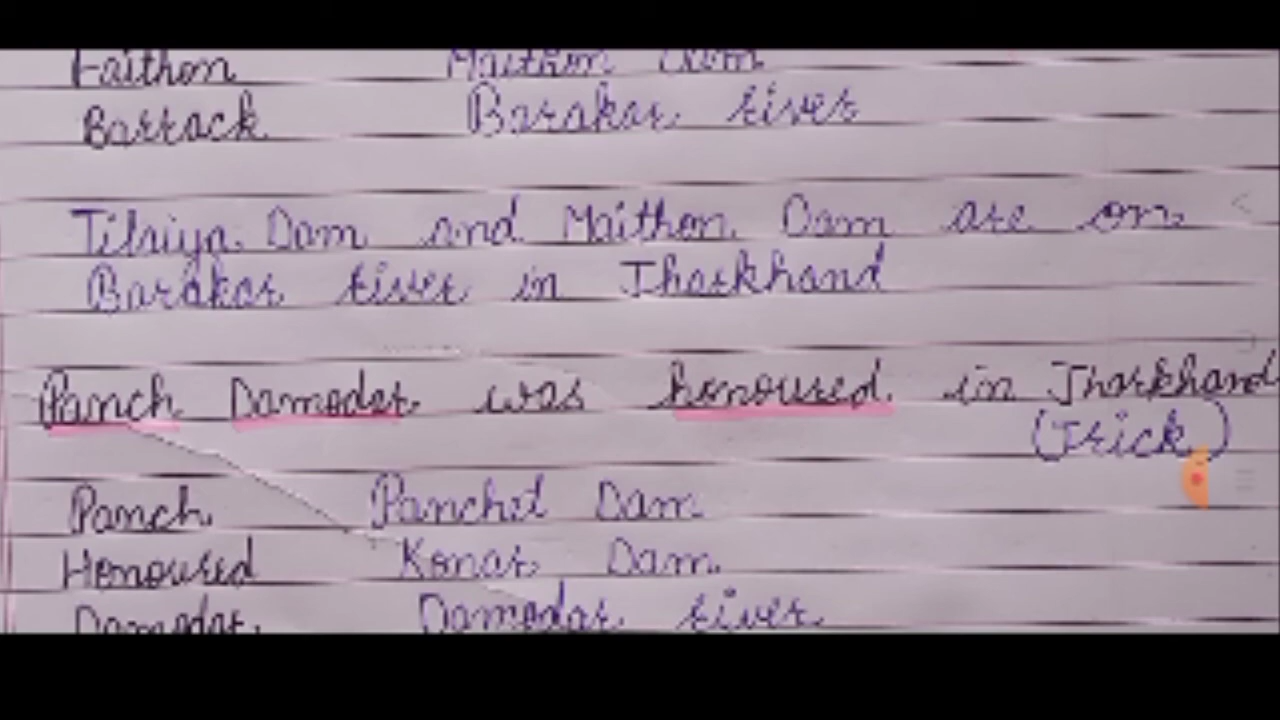 Faithon Maithon Dam
Barrack Barakar river
Tilaiya Dam and Maithon Dam are on
Barakar river in Jharkhand
Panch Damodar was honoured in Jharkhand
(Trick)
Panch Panchet Dam
Honoured Konar Dam
Damodar Damodar river